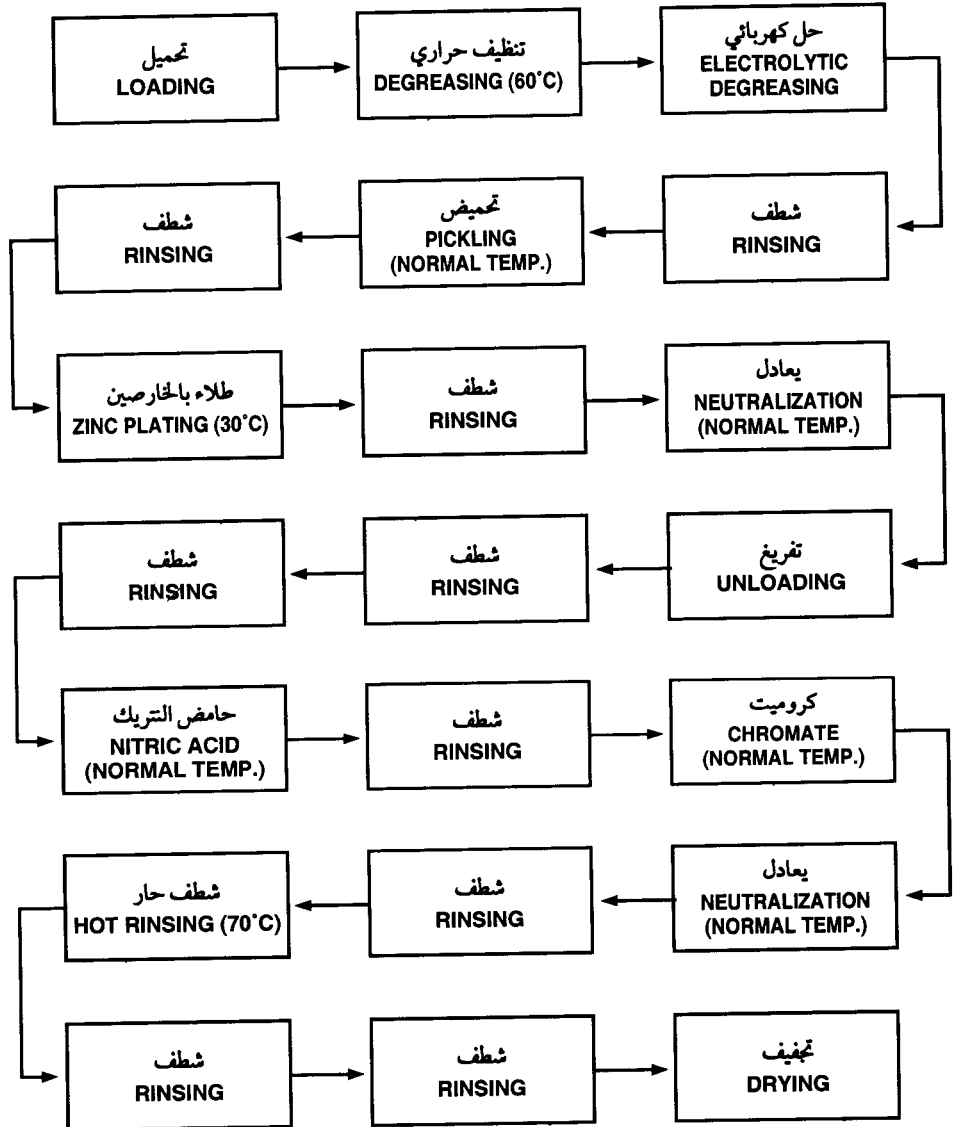 تحميل
LOADING
تنظيف حراري
DEGREASING (60°C)
حل كهربائي
ELECTROLYTIC
DEGREASING
شطف
RINSING
تحميض
PICKLING
(NORMAL TEMP.)
شطف
RINSING
طلاء بالخارصين
ZINC PLATING (30°C)
شطف
RINSING
يعادل
NEUTRALIZATION
(NORMAL TEMP.)
تفريغ
UNLOADING
شطف
RINSING
شطف
RINSING
حامض النتريك
NITRIC ACID
(NORMAL TEMP.)
شطف
RINSING
كروميت
CHROMATE
(NORMAL TEMP.)
يعادل
NEUTRALIZATION
(NORMAL TEMP.)
شطف
RINSING
شطف حار
HOT RINSING (70°C)
شطف
RINSING
شطف
RINSING
تجفيف
DRYING